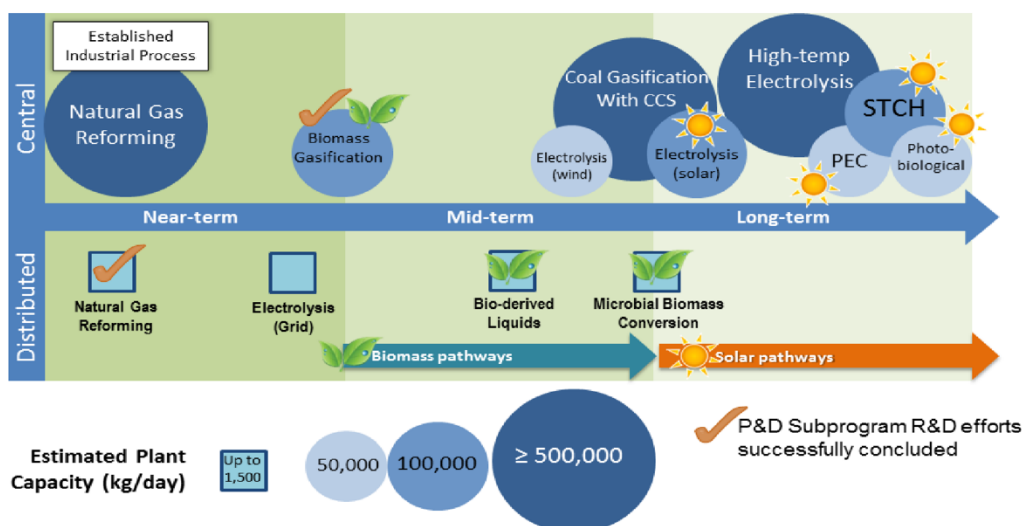 Established
Industrial Process
Natural Gas
Reforming
Biomass
Gasification
Coal Gasification
With CCS
Electrolysis
(wind)
Electrolysis
(solar)
High-temp
Electrolysis
STCH
PEC
Photo-
biological
Central
Near-term
Mid-term
Long-term
Distributed
Natural Gas
Reforming
Electrolysis
(Grid)
Bio-derived
Liquids
Microbial Biomass
Conversion
Biomass pathways
Solar pathways
Estimated Plant
Capacity (kg/day)
Up to
1,500
50,000
100,000
≥ 500,000
P&D Subprogram R&D efforts
successfully concluded